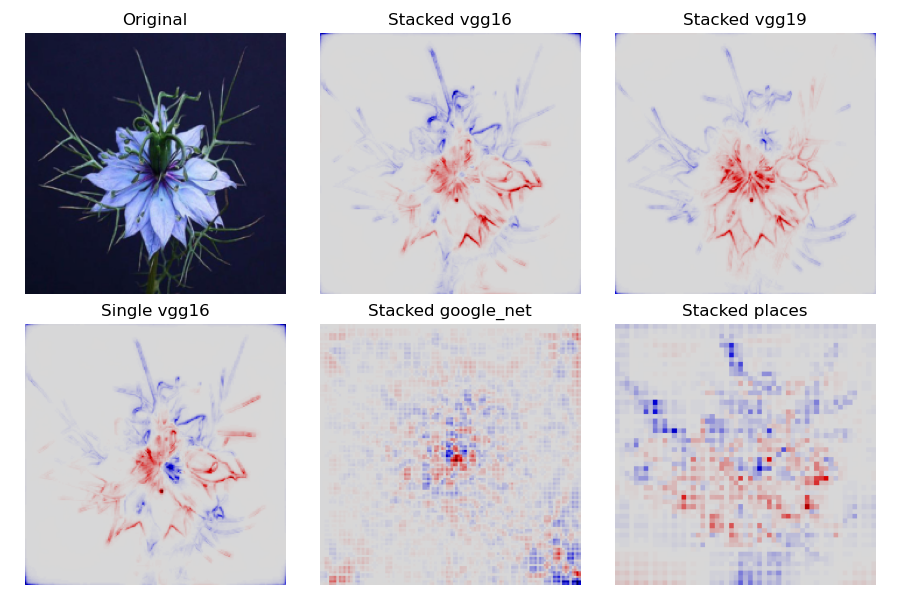 Original
Stacked vgg16
Stacked vgg19
Single vgg16
Stacked google_net
Stacked places